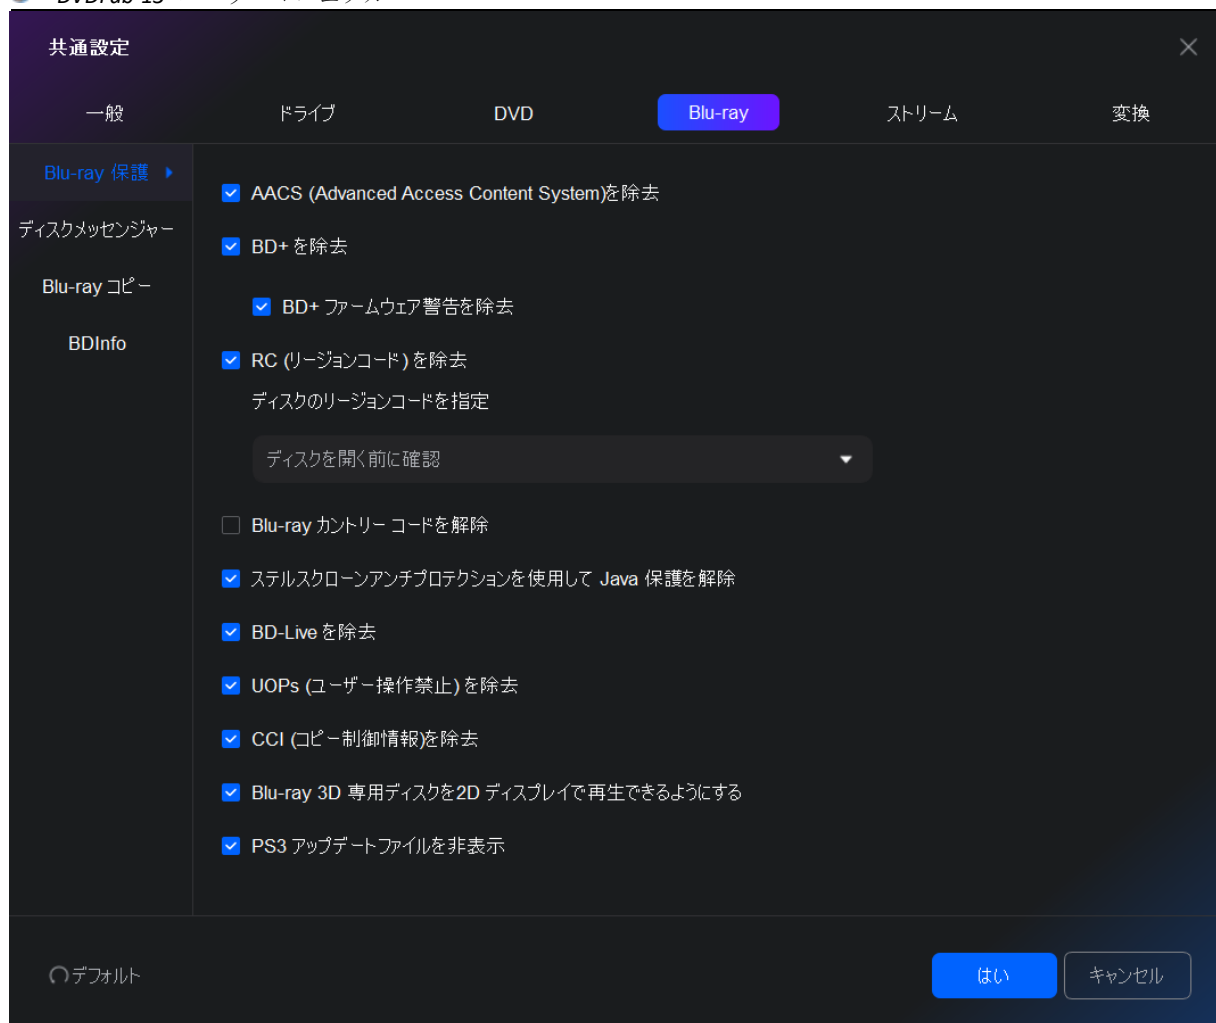 DVDFab 13
共通設定
一般
ドライブ
DVD
Blu-ray
ストリーム
変換
Blu-ray 保護
ディスクメッセンジャー
Blu-ray コピー
BDInfo
AACS (Advanced Access Content System)を除去
BD+ を除去
BD+ ファームウェア警告を除去
RC (リージョンコード) を除去
ディスクのリージョンコードを指定
ディスクを開く前に確認
Blu-ray カントリー コードを解除
ステルスクローンアンチプロテクションを使用して Java 保護を解除
BD-Live を除去
UOPs (ユーザー操作禁止) を除去
CCI (コピー制御情報)を除去
Blu-ray 3D 専用ディスクを2D ディスプレイで再生できるようにする
PS3 アップデートファイルを非表示
デフォルト
はい
キャンセル